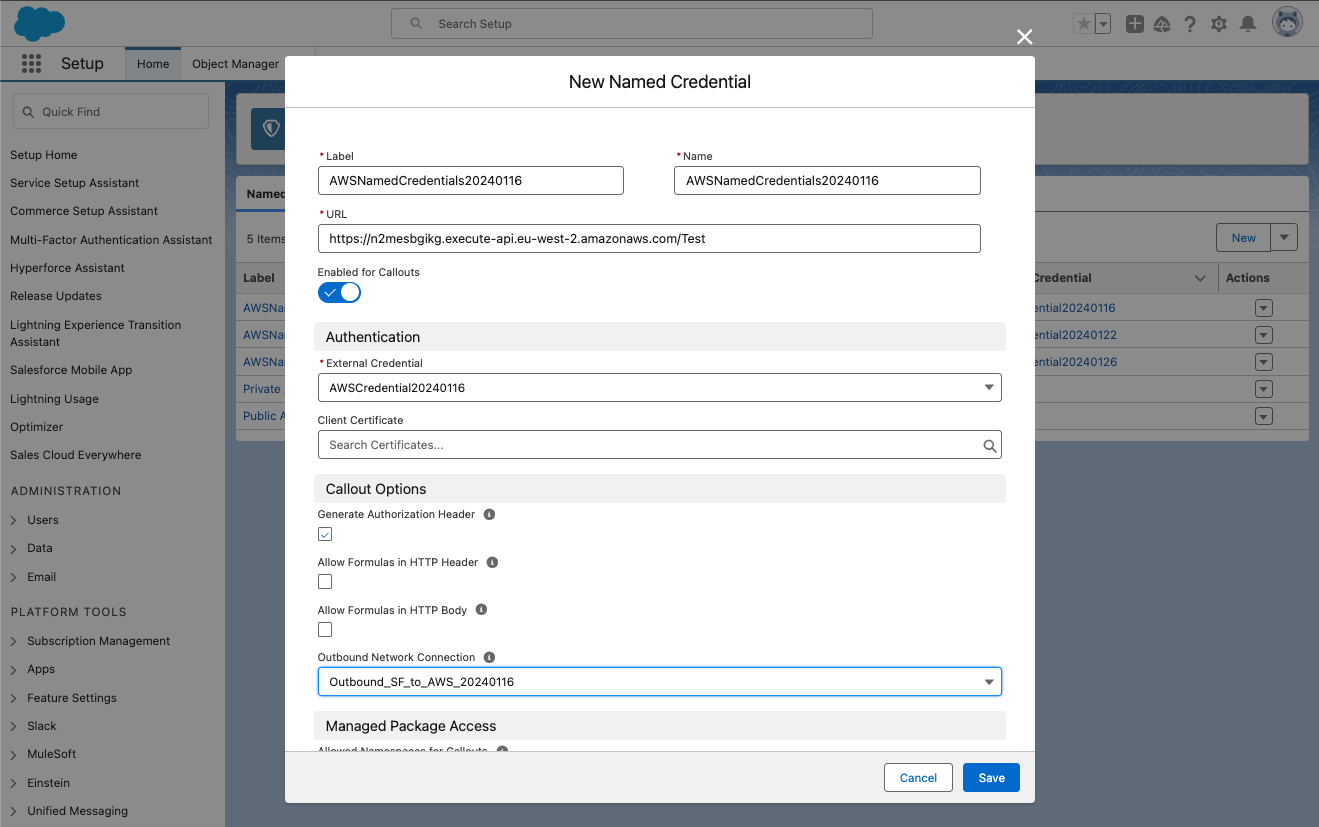 Search Setup
Setup
Home
Object Manager
Quick Find
Setup Home
Service Setup Assistant
Commerce Setup Assistant
Multi-Factor Authentication Assistant
Hyperforce Assistant
Release Updates
Lightning Experience Transition
Assistant
Salesforce Mobile App
Lightning Usage
Optimizer
Sales Cloud Everywhere
ADMINISTRATION
Users
Data
Email
PLATFORM TOOLS
Subscription Management
Apps
Feature Settings
Slack
MuleSoft
Einstein
Unified Messaging
Named
5 Items
Label
AWSNa
AWSNa
AWSNa
Private
Public A
New Named Credential
* Label
AWSNamedCredentials20240116
* Name
AWSNamedCredentials20240116
* URL
https://n2mesbgikg.execute-api.eu-west-2.amazonaws.com/Test
Enabled for Callouts
Authentication
* External Credential
AWSCredential20240116
Client Certificate
Search Certificates...
Callout Options
Generate Authorization Header
Allow Formulas in HTTP Header
Allow Formulas in HTTP Body
Outbound Network Connection
Outbound_SF_to_AWS_20240116
Managed Package Access
Allowed Namespaces for Callouts
Cancel
Save
New
Credential
Actions
ential20240116
ential20240122
ential20240126